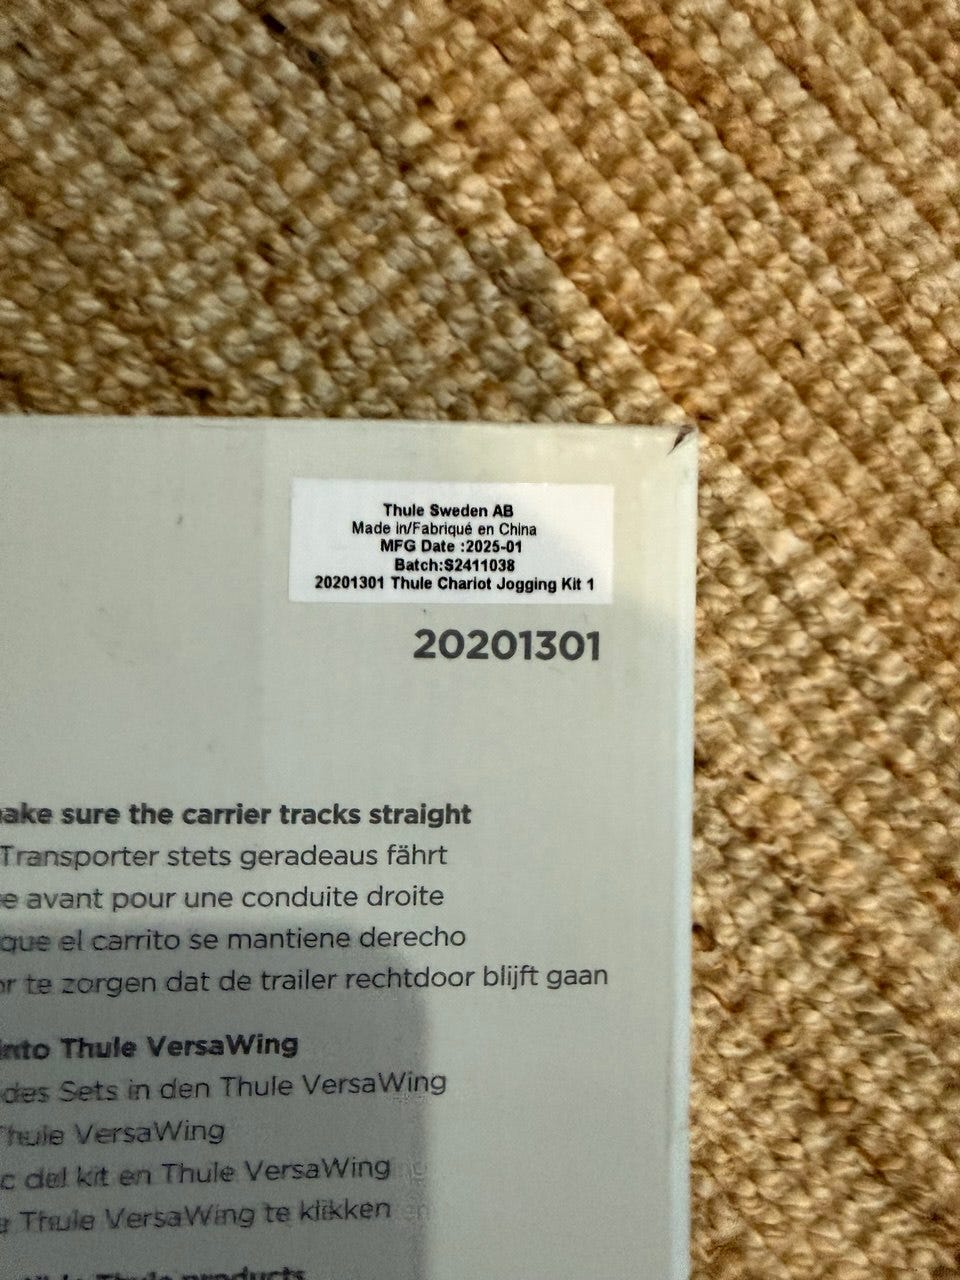 Thule Sweden AB
Made in/Fabriqué en China
MFG Date :2025-01
Batch:S2411038
20201301 Thule Chariot Jogging Kit 1
20201301
ake sure the carrier tracks straight
Transporter stets geradeaus fährt
e avant pour une conduite droite
que el carrito se mantiene derecho
or te zorgen dat de trailer rechtdoor blijft gaan
into Thule VersaWing
des Sets in den Thule VersaWing
Thule VersaWing
c del kit en Thule VersaWing
e Thule VersaWing te klikken
Thule products